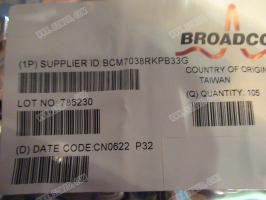 BROADCO
(1P) SUPPLIER ID:BCM7038RKPB33G
COUNTRY OF ORIGIN
TAIWAN
LOT NO: 785230
(Q) QUANTITY: 105
(D) DATE CODE:CN0622 P32